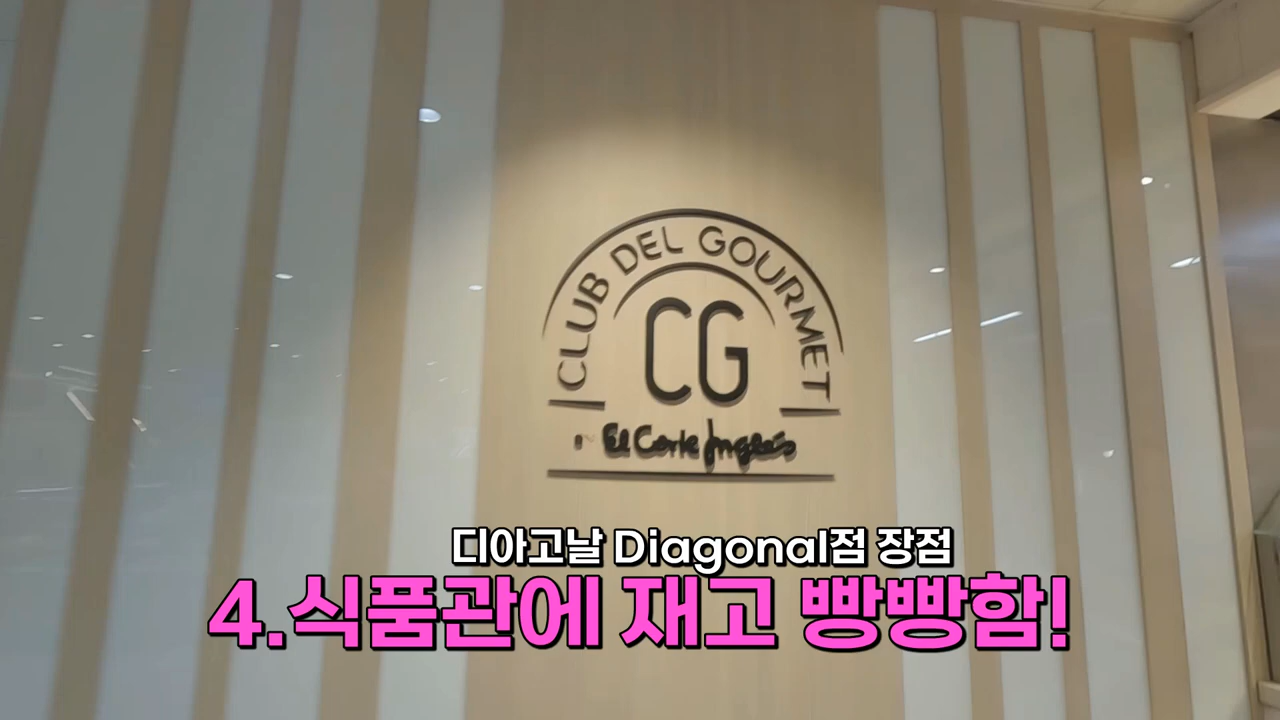 CLUB DEL GOURMET
CG
El Corte Inglés
디아고날 Diagonal점 장점
4.식품관에 재고 빵빵함!